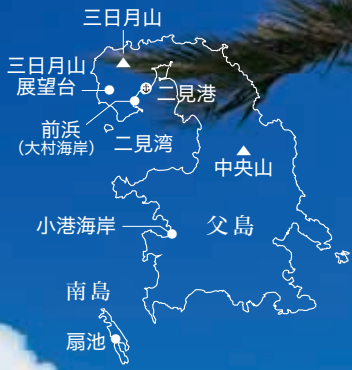 三日月山
三日月山
展望台
二見港
前浜
（大村海岸）
二見湾
中央山
小港海岸
父島
南島
扇池